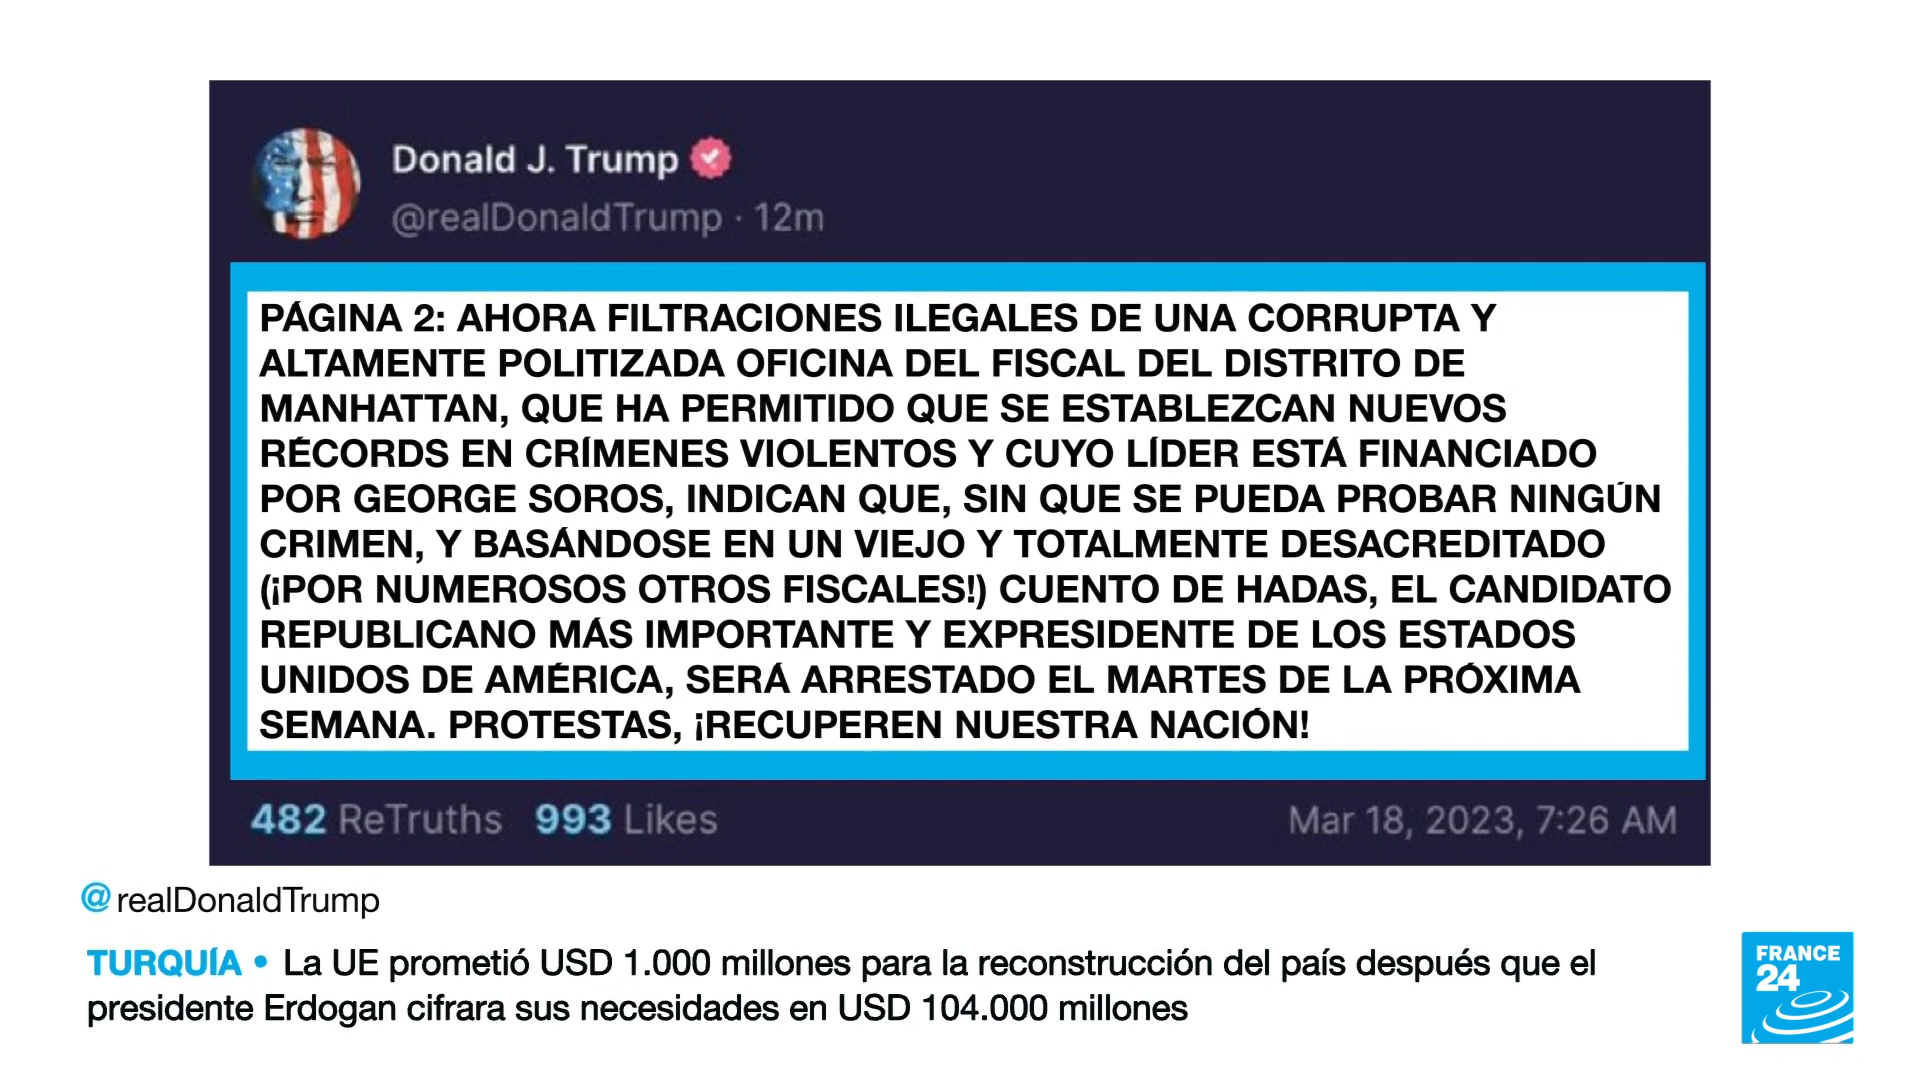 Donald J. Trump
@realDonaldTrump · 12m
PÁGINA 2: AHORA FILTRACIONES ILEGALES DE UNA CORRUPTA Y
ALTAMENTE POLITIZADA OFICINA DEL FISCAL DEL DISTRITO DE
MANHATTAN, QUE HA PERMITIDO QUE SE ESTABLEZCAN NUEVOS
RÉCORDS EN CRÍMENES VIOLENTOS Y CUYO LÍDER ESTÁ FINANCIADO
POR GEORGE SOROS, INDICAN QUE, SIN QUE SE PUEDA PROBAR NINGÚN
CRIMEN, Y BASÁNDOSE EN UN VIEJO Y TOTALMENTE DESACREDITADO
(¡POR NUMEROSOS OTROS FISCALES!) CUENTO DE HADAS, EL CANDIDATO
REPUBLICANO MÁS IMPORTANTE Y EXPRESIDENTE DE LOS ESTADOS
UNIDOS DE AMÉRICA, SERÁ ARRESTADO EL MARTES DE LA PRÓXIMA
SEMANA. PROTESTAS, ¡RECUPEREN NUESTRA NACIÓN!
482 ReTruths 993 Likes Mar 18, 2023, 7:26 AM
@realDonaldTrump
TURQUÍA • La UE prometió USD 1.000 millones para la reconstrucción del país después que el
presidente Erdogan cifrara sus necesidades en USD 104.000 millones
FRANCE
24